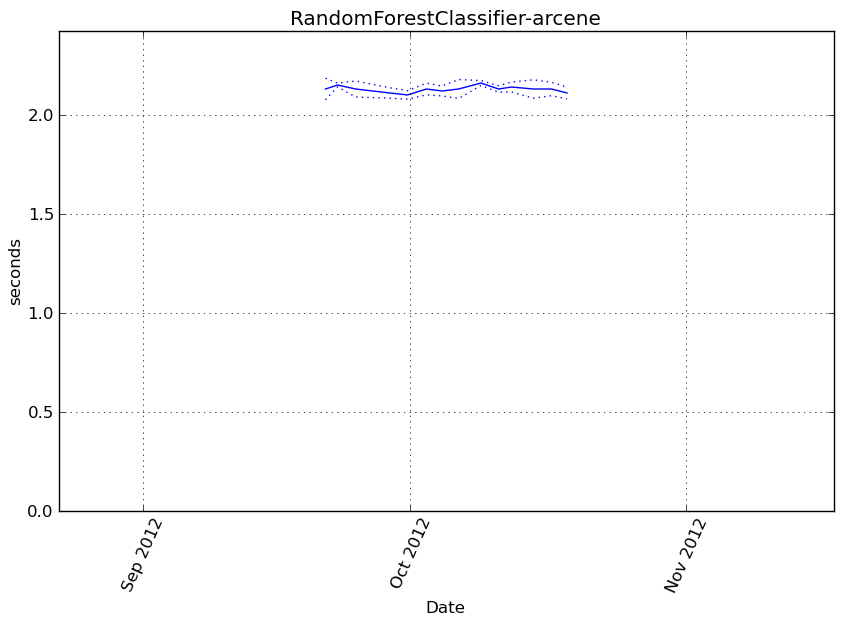 RandomForestClassifier-arcene
2.0
1.5
1.0
0.5
0.0
seconds
Sep 2012
Oct 2012
Nov 2012
Date